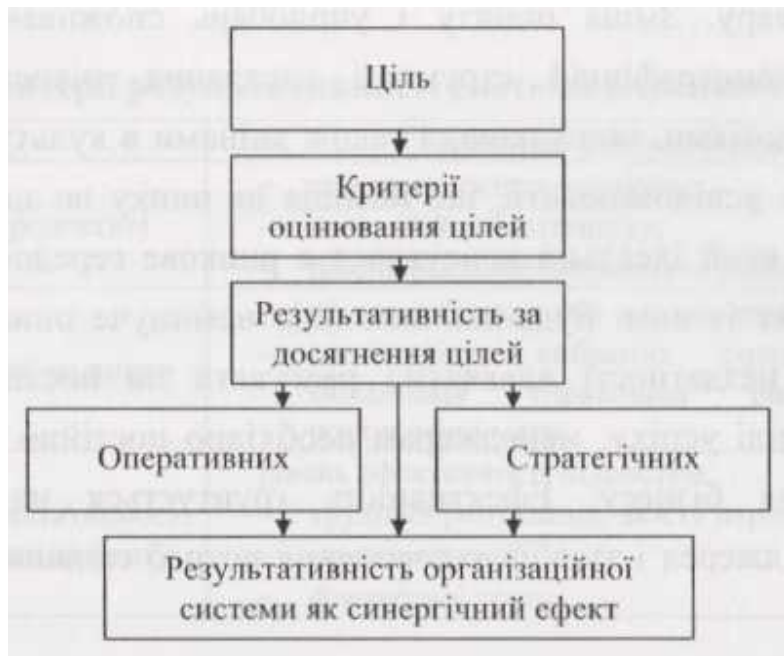 Ціль
Критерії
оцінювання цілей
Результативність за
досягнення цілей
Оперативних
Стратегічних
Результативність організаційної
системи як синергічний ефект